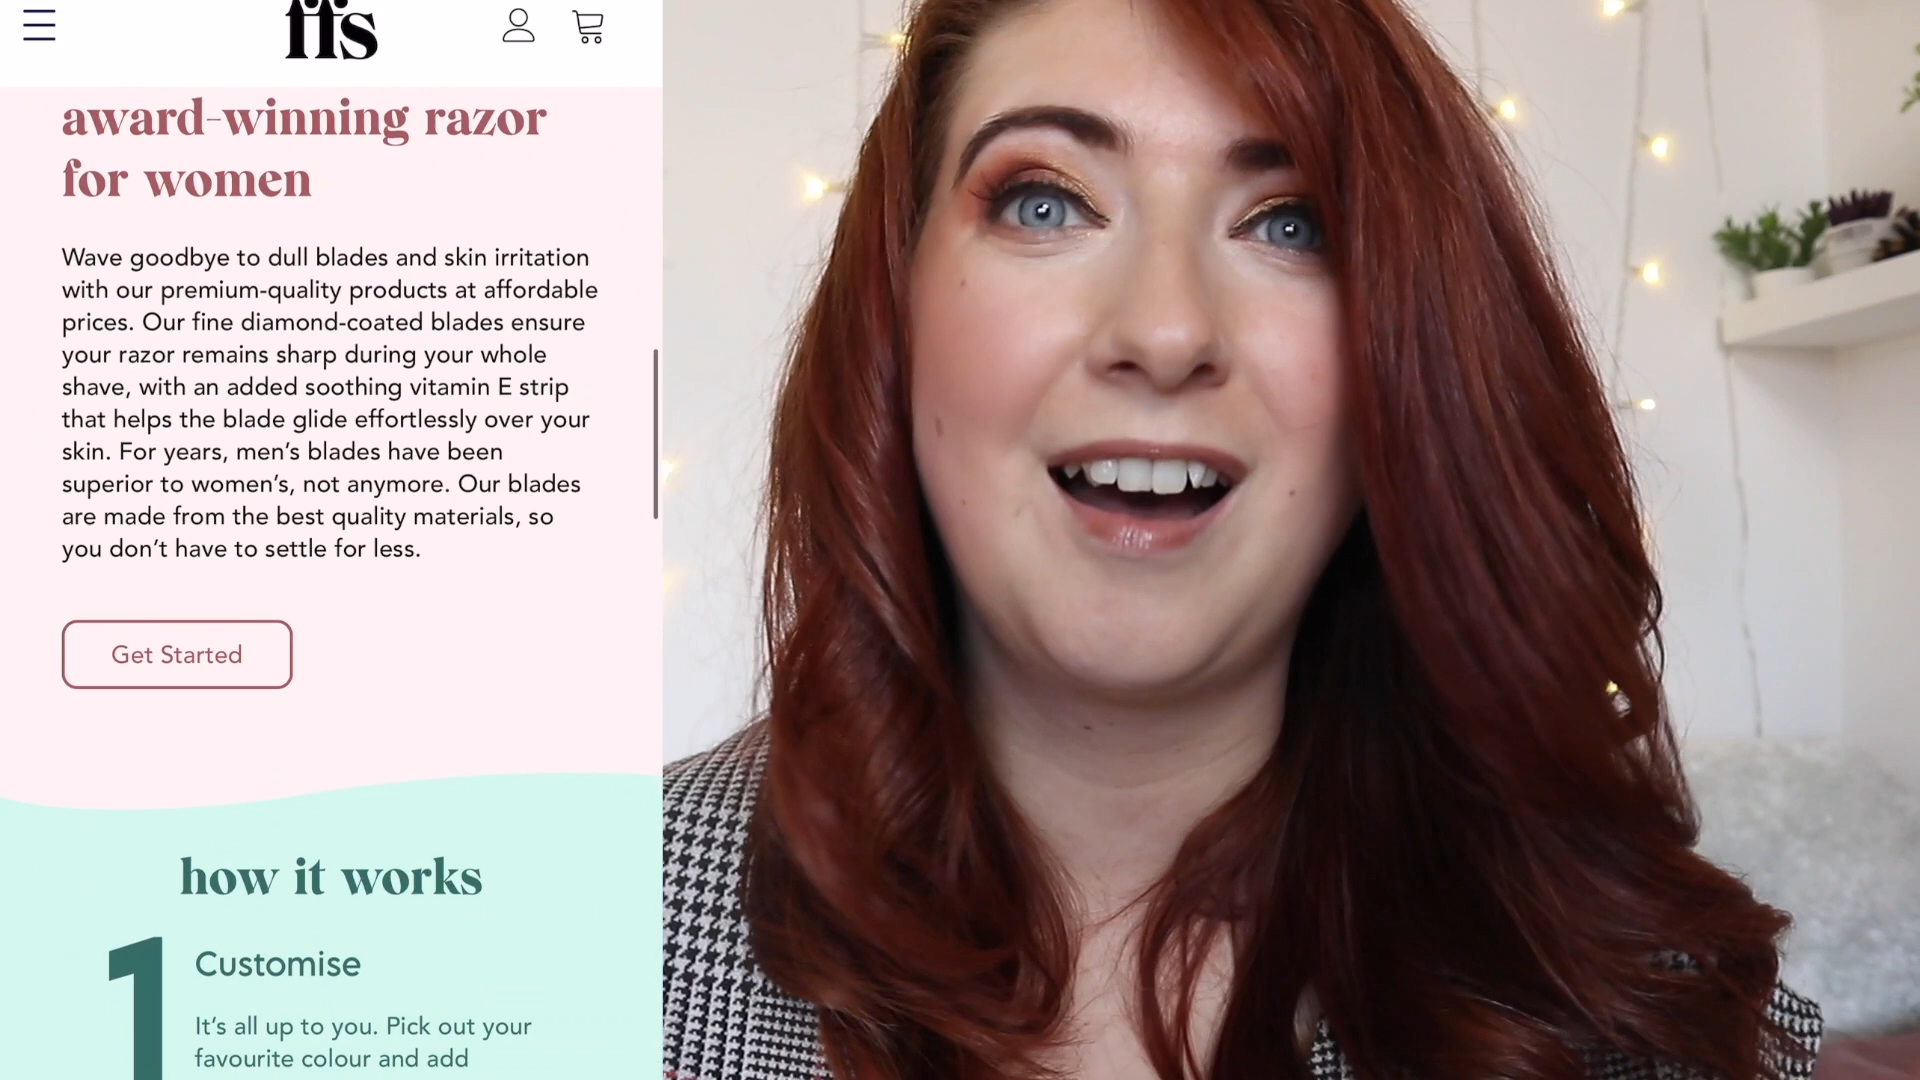 ffs
award-winning razor
for women
Wave goodbye to dull blades and skin irritation
with our premium-quality products at affordable
prices. Our fine diamond-coated blades ensure
your razor remains sharp during your whole
shave, with an added soothing vitamin E strip
that helps the blade glide effortlessly over your
skin. For years, men’s blades have been
superior to women’s, not anymore. Our blades
are made from the best quality materials, so
you don’t have to settle for less.
Get Started
how it works
1
Customise
It’s all up to you. Pick out your
favourite colour and add